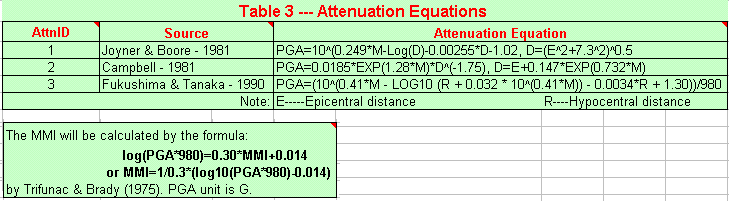 Table 3 --- Attenuation Equations
AttnID Source Attenuation Equation
1 Joyner & Boore - 1981 PGA=10^(0.249*M-Log(D)-0.00255*D-1.02, D=(E^2+7.3^2)^0.5
2 Campbell - 1981 PGA=0.0185*EXP(1.28*M)*D^(-1.75), D=E+0.147*EXP(0.732*M)
3 Fukushima & Tanaka - 1990 PGA=(10^(0.41*M - LOG10 (R + 0.032 * 10^(0.41*M)) - 0.0034*R + 1.30))/980
Note: E-----Epicentral distance R----Hypocentral distance
The MMI will be calculated by the formula:
log(PGA*980)=0.30*MMI+0.014
or MMI=1/0.3*(log10(PGA*980)-0.014)
by Trifunac & Brady (1975). PGA unit is G.